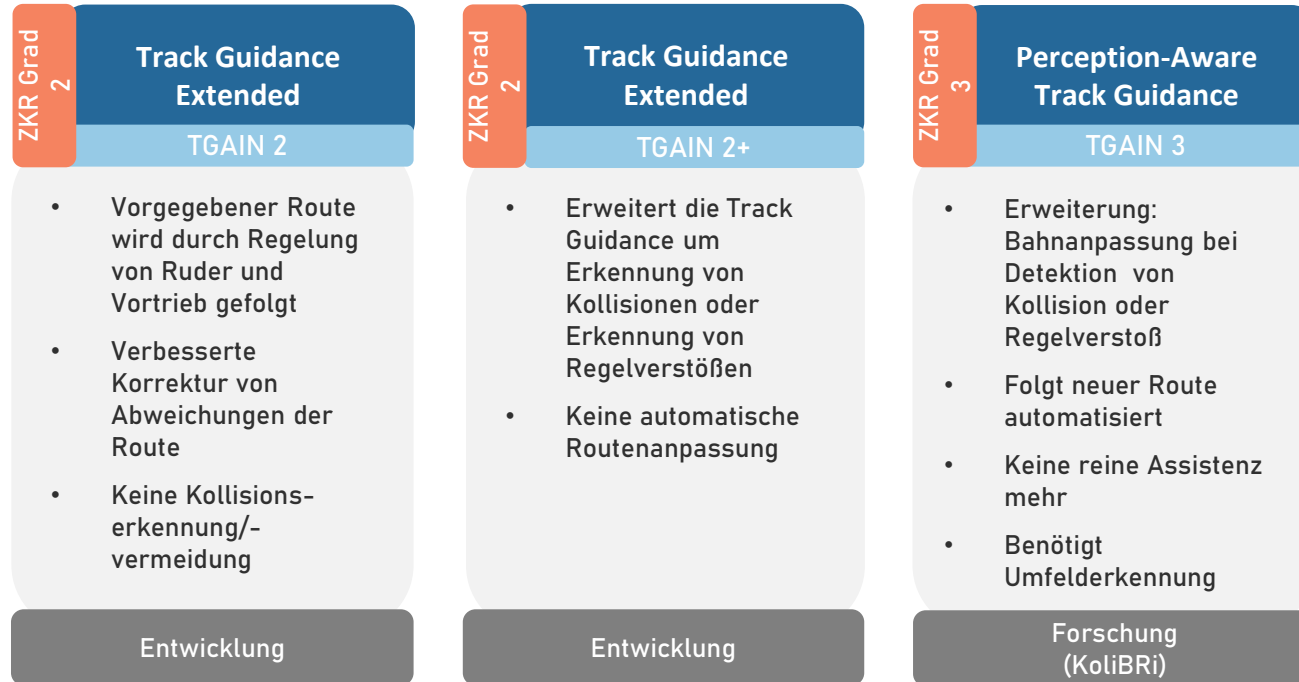 ZKR Grad
2
Track Guidance
Extended
TGAIN 2
•	Vorgegebener Route
wird durch Regelung
von Ruder und
Vortrieb gefolgt
•	Verbesserte
Korrektur von
Abweichungen der
Route
•	Keine Kollisions-
erkennung/-
vermeidung
Entwicklung
ZKR Grad
2
Track Guidance
Extended
TGAIN 2+
•	Erweitert die Track
Guidance um
Erkennung von
Kollisionen oder
Erkennung von
Regelverstößen
•	Keine automatische
Routenanpassung
Entwicklung
ZKR Grad
3
Perception-Aware
Track Guidance
TGAIN 3
•	Erweiterung:
Bahnanpassung bei
Detektion von
Kollision oder
Regelverstoß
•	Folgt neuer Route
automatisiert
•	Keine reine Assistenz
mehr
•	Benötigt
Umfelderkennung
Forschung
(KoliBRi)